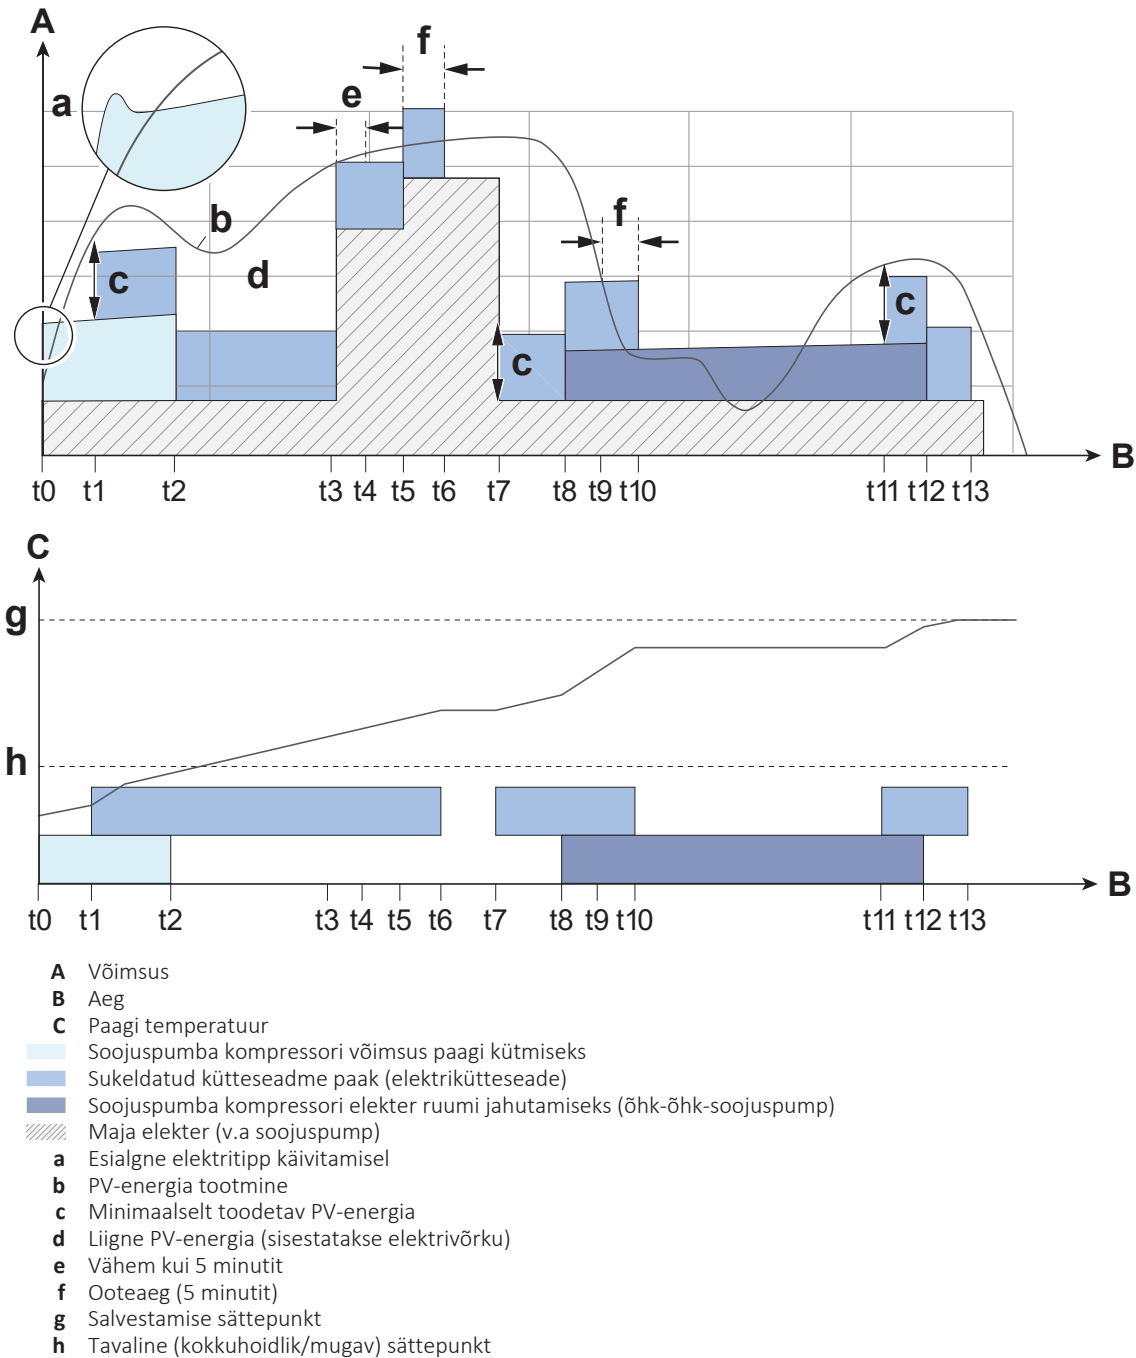 A
f
e
a
b
d
c
f
c
c
B
t0 t1 t2 t3 t4 t5 t6 t7 t8 t9 t10 t11 t12 t13
C
g
h
B
t0 t1 t2 t3 t4 t5 t6 t7 t8 t9 t10 t11 t12 t13
A Võimsus
B Aeg
C Paagi temperatuur
Soojuspumba kompressori võimsus paagi kütmiseks
Sukeldatud kütteseadme paak (elektrikütteseade)
Soojuspumba kompressori elekter ruumi jahutamiseks (õhk-õhk-soojuspump)
Maja elekter (v.a soojuspump)
a Esialgne elektritipp käivitamisel
b PV-energia tootmine
c Minimaalselt toodetav PV-energia
d Liigne PV-energia (sisestatakse elektrivõrku)
e Vähem kui 5 minutit
f Ooteaeg (5 minutit)
g Salvestamise sättepunkt
h Tavaline (kokkuhoidlik/mugav) sättepunkt